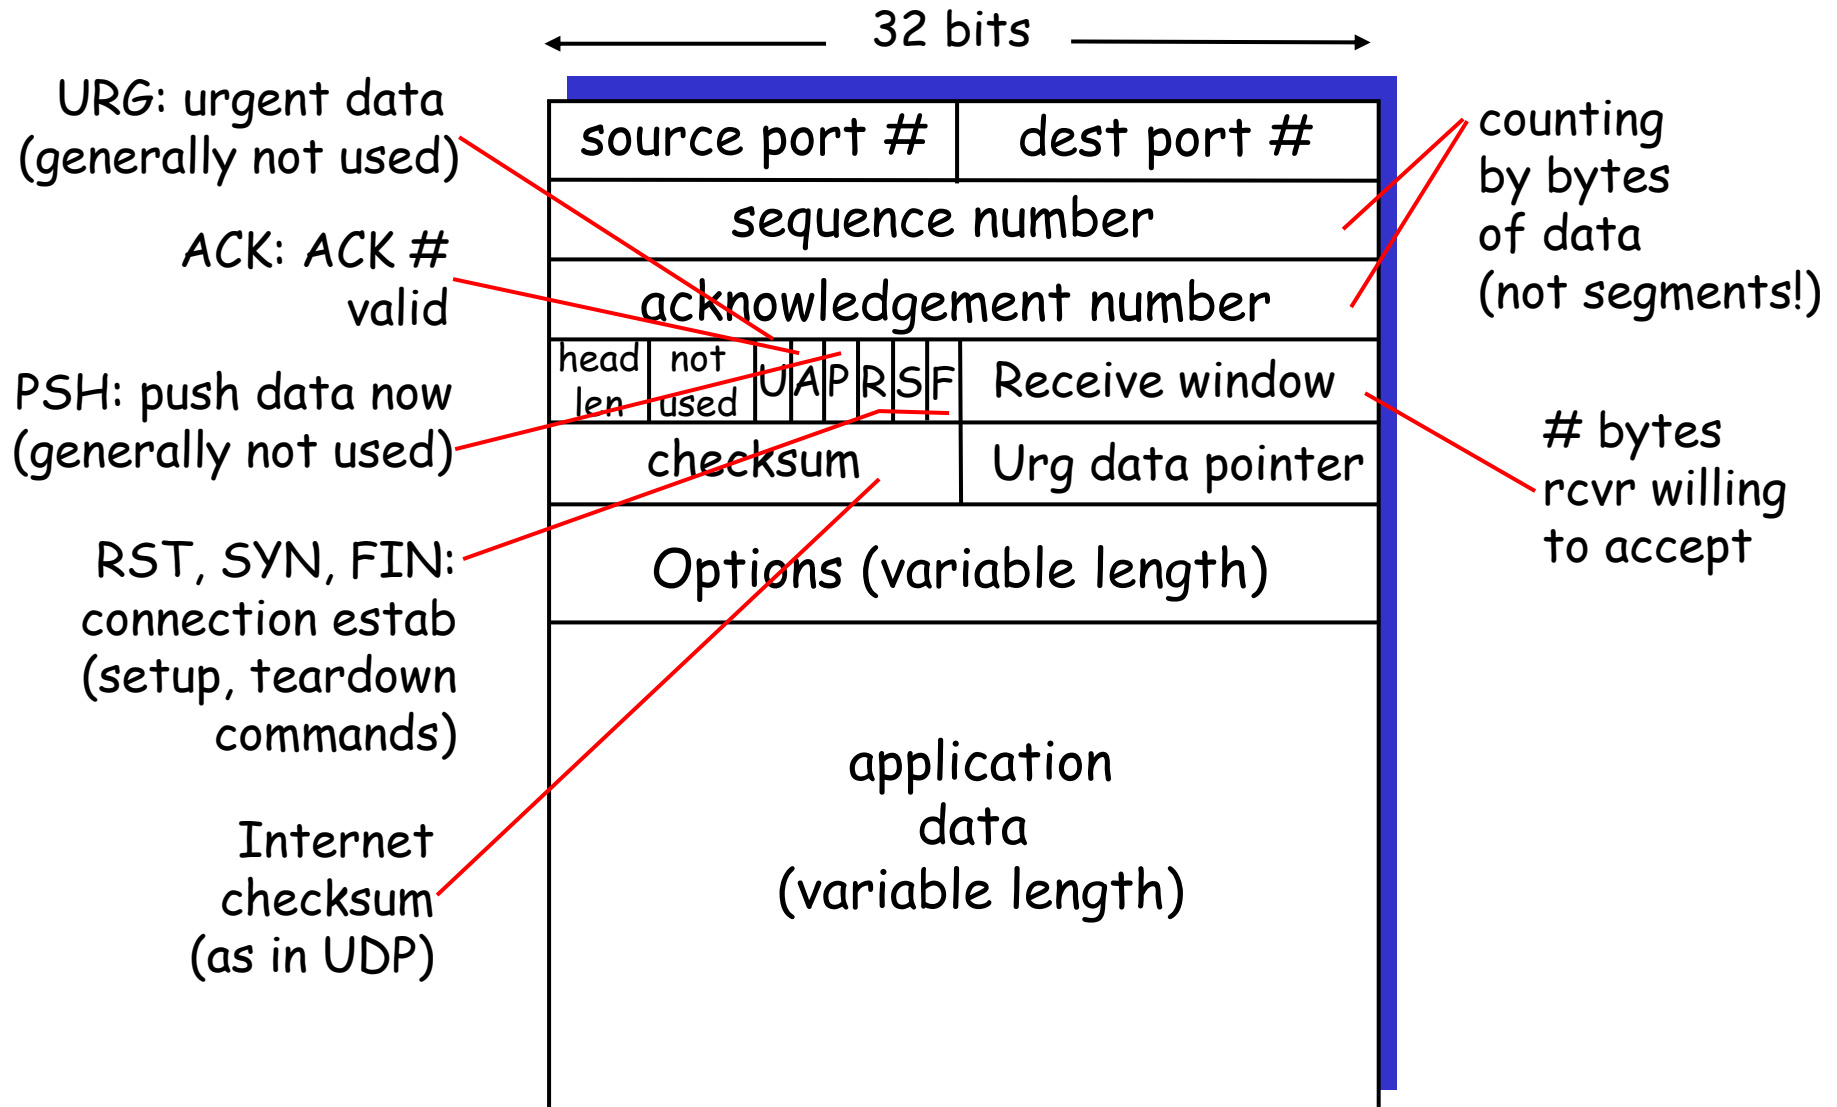 32 bits
URG: urgent data
(generally not used)
ACK: ACK #
valid
PSH: push data now
(generally not used)
RST, SYN, FIN:
connection estab
(setup, teardown
commands)
Internet
checksum
(as in UDP)
source port # dest port #
sequence number
acknowledgement number
head
len
not
used
U A P R S F
Receive window
checksum
Urg data pointer
Options (variable length)
application
data
(variable length)
counting
by bytes
of data
(not segments!)
# bytes
rcvr willing
to accept